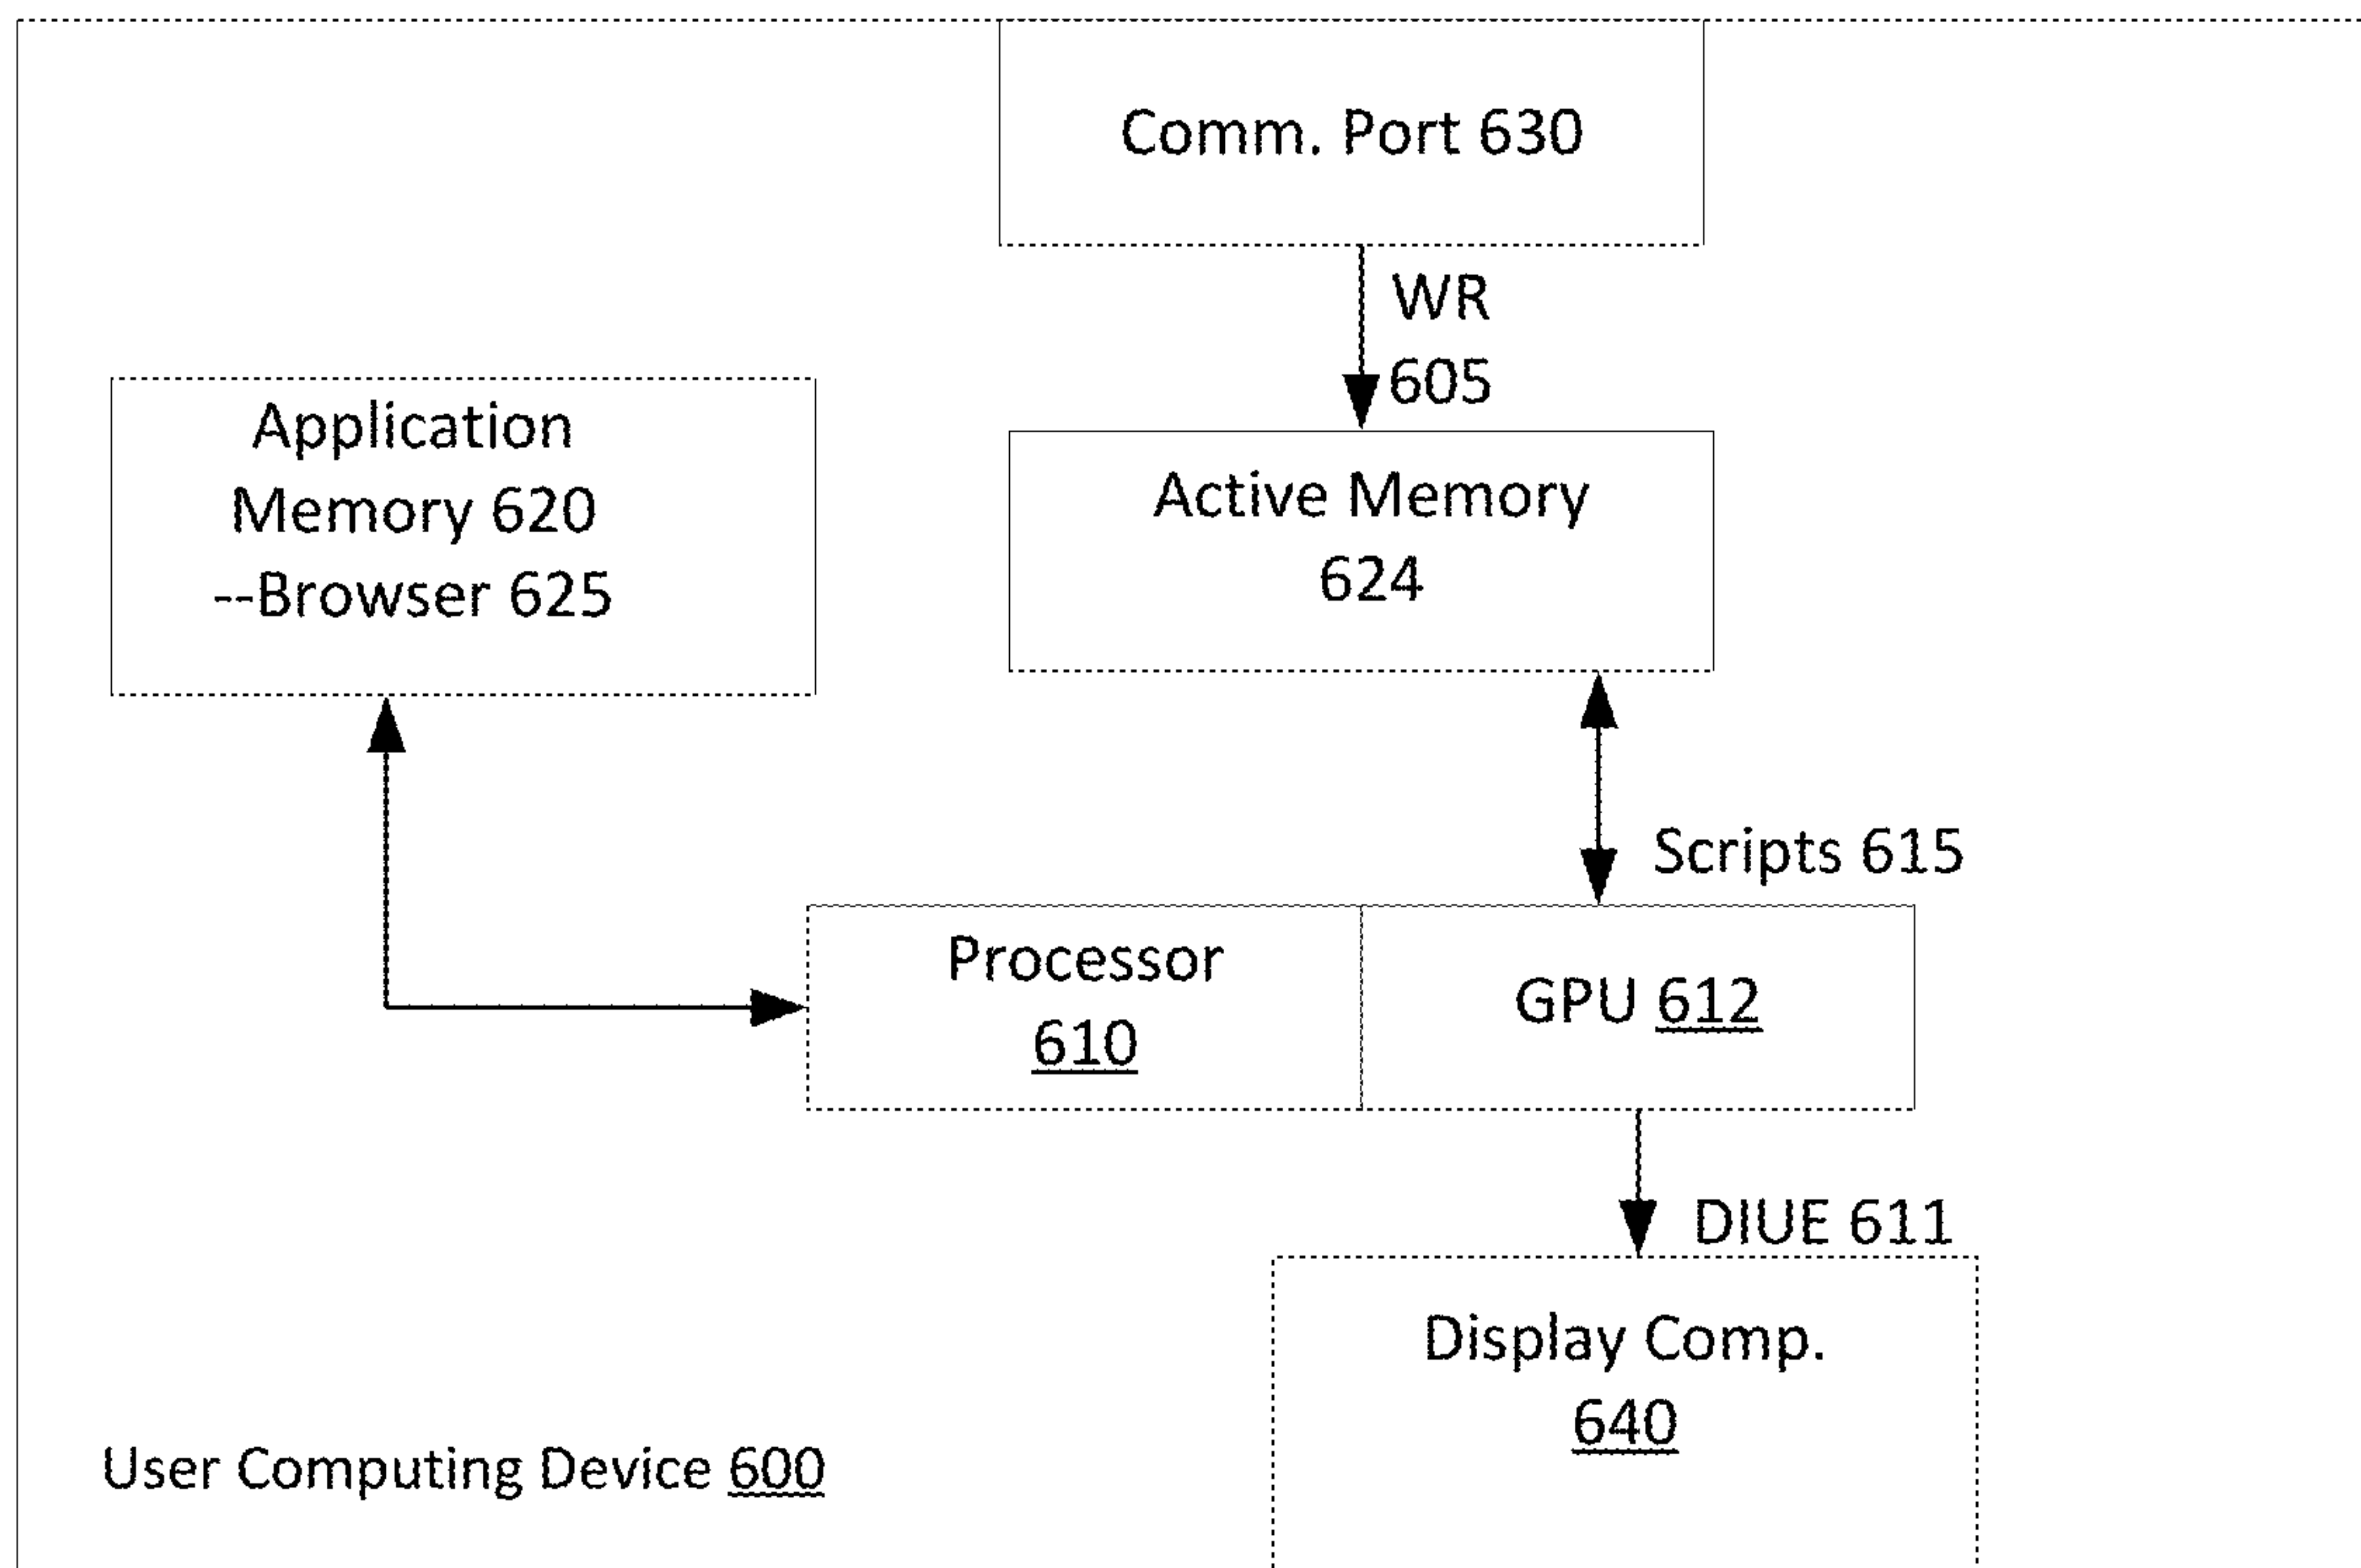 Comm. Port 630
WR
605
Application
Memory 620
--Browser 625
Active Memory
624
Scripts 615
Processor
610
GPU 612
DIUE 611
Display Comp.
640
User Computing Device 600